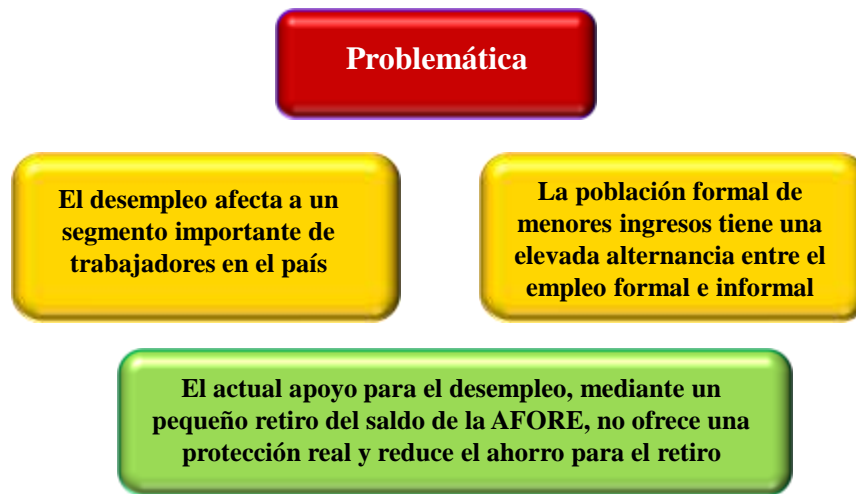 Problemática
El desempleo afecta a un
segmento importante de
trabajadores en el país
La población formal de
menores ingresos tiene una
elevada alternancia entre el
empleo formal e informal
El actual apoyo para el desempleo, mediante un
pequeño retiro del saldo de la AFORE, no ofrece una
protección real y reduce el ahorro para el retiro